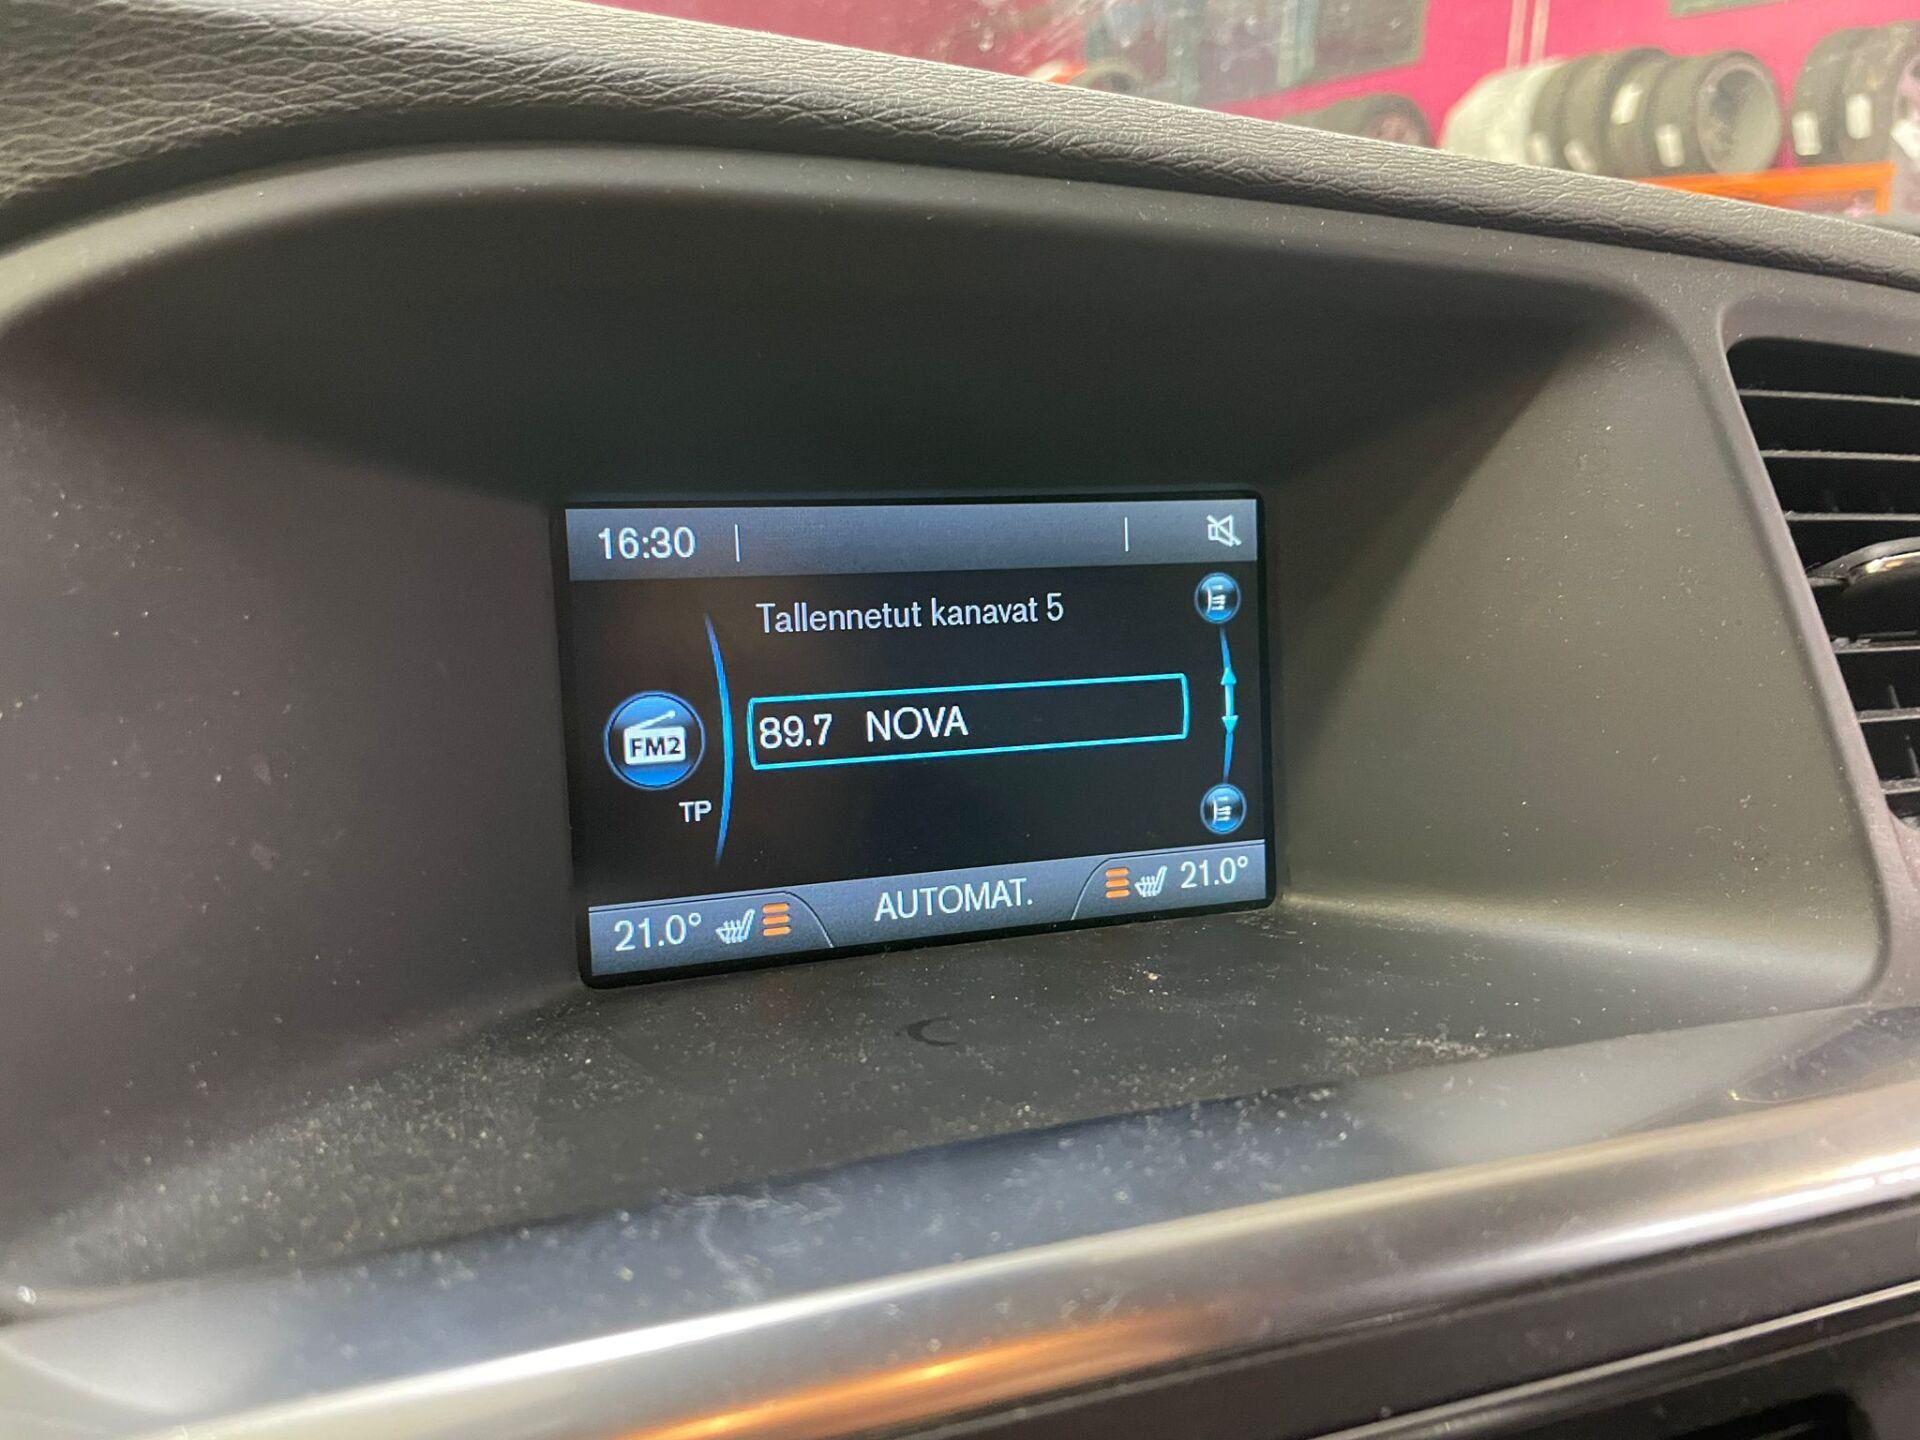 16:30
Tallennetut kanavat 5
89.7 NOVA
FM2
TP
21.0° AUTOMAT. 21.0°